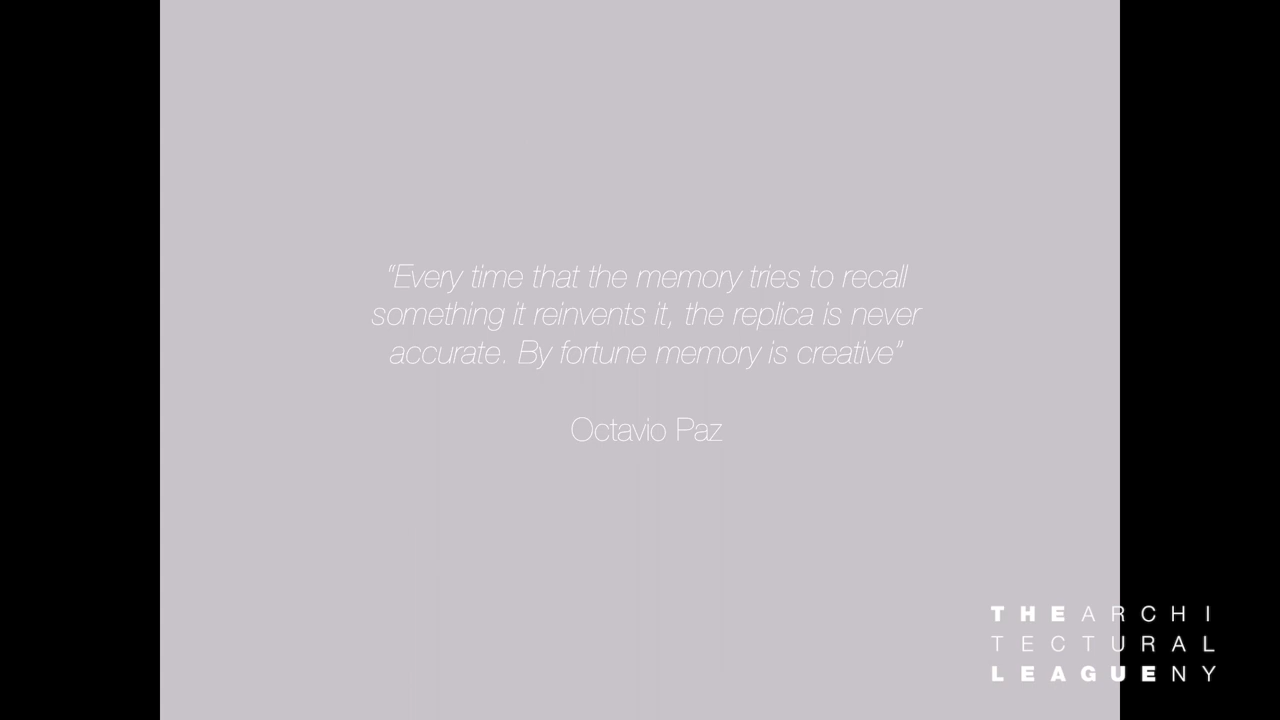 "Every time that the memory tries to recall
something it reinvents it, the replica is never
accurate. By fortune memory is creative"
Octavio Paz
THEARCHI
TECTURAL
LEAGUENY